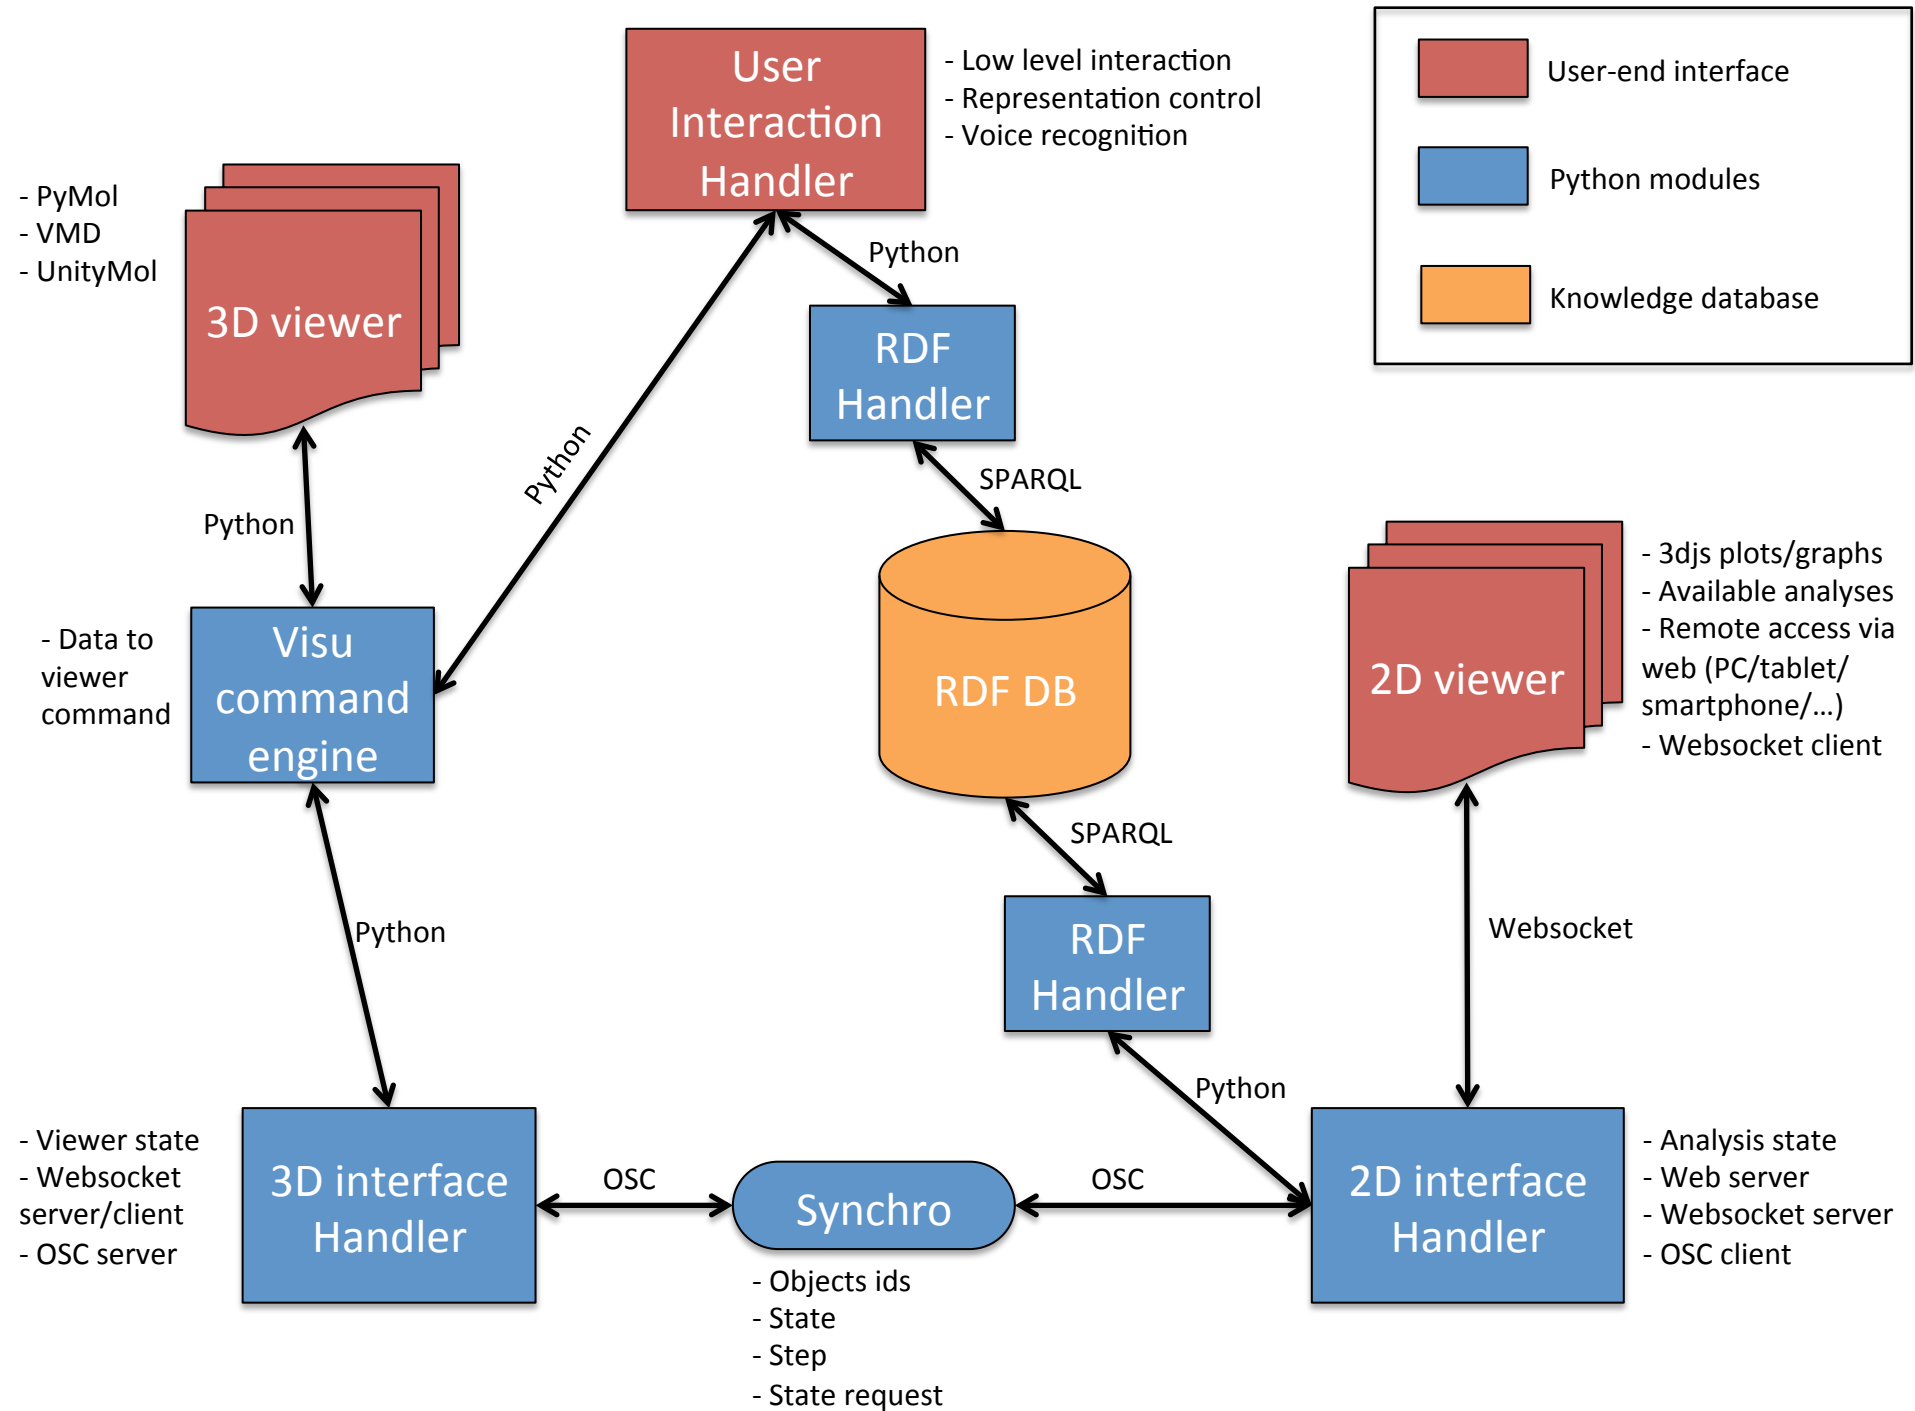 User
Interaction
Handler
- Low level interaction
- Representation control
- Voice recognition
User-end interface
Python modules
Knowledge database
- PyMol
- VMD
- UnityMol
3D viewer
Python
RDF
Handler
Python
SPARQL
Python
- Data to
viewer
command
Visu
command
engine
RDF DB
2D viewer
- 3djs plots/graphs
- Available analyses
- Remote access via
web (PC/tablet/
smartphone/...)
- Websocket client
SPARQL
Python
RDF
Handler
Websocket
Python
- Viewer state
- Websocket
server/client
- OSC server
3D interface
Handler
OSC
Synchro
OSC
2D interface
Handler
- Analysis state
- Web server
- Websocket server
- OSC client
- Objects ids
- State
- Step
- State request